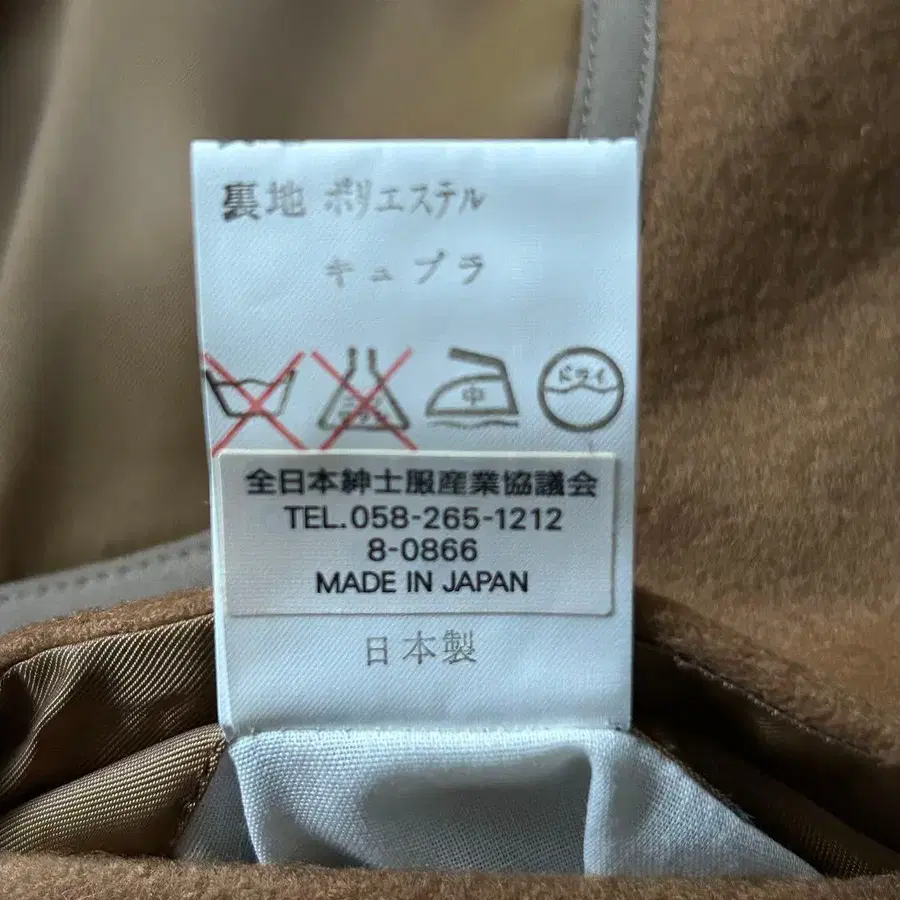 裏地 ポリエステル
キュプラ
中 ドライ
全日本紳士服産業協議会
TEL.058-265-1212
8-0866
MADE IN JAPAN
日本製